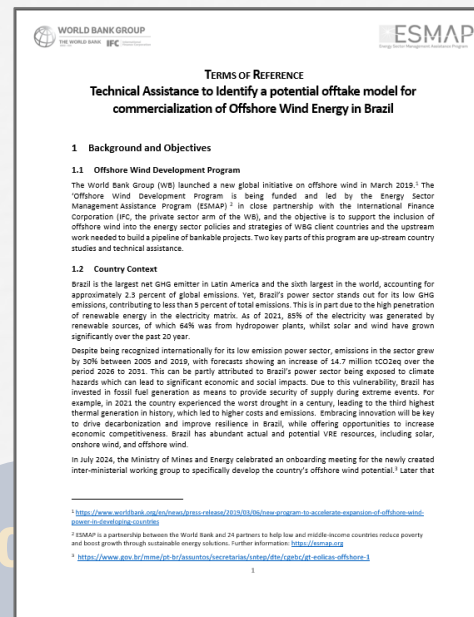 WORLD BANK GROUP
THE WORLD BANK IFC
ESMAP
Energy Sector Management Assistance Program
TERMS OF REFERENCE
Technical Assistance to Identify a potential offtake model for
commercialization of Offshore Wind Energy in Brazil
1 Background and Objectives
1.1 Offshore Wind Development Program
The World Bank Group (WB) launched a new global initiative on offshore wind in March 2019.1 The
'Offshore Wind Development Program is being funded and led by the Energy Sector
Management Assistance Program (ESMAP) 2 in close partnership with the International Finance
Corporation (IFC, the private sector arm of the WB), and the objective is to support the inclusion of
offshore wind into the energy sector policies and strategies of WBG client countries and the upstream
work needed to build a pipeline of bankable projects. Two key parts of this program are up-stream country
studies and technical assistance.
1.2 Country Context
Brazil is the largest net GHG emitter in Latin America and the sixth largest in the world, accounting for
approximately 2.3 percent of global emissions. Yet, Brazil's power sector stands out for its low GHG
emissions, contributing to less than 5 percent of total emissions. This is in part due to the high penetration
of renewable energy in the electricity matrix. As of 2021, 85% of the electricity was generated by
renewable sources, of which 64% was from hydropower plants, whilst solar and wind have grown
significantly over the past 20 year.
Despite being recognized internationally for its low emission power sector, emissions in the sector grew
by 30% between 2005 and 2019, with forecasts showing an increase of 14.7 million tCO2eq over the
period 2026 to 2031. This can be partly attributed to Brazil's power sector being exposed to climate
hazards which can lead to significant economic and social impacts. Due to this vulnerability, Brazil has
invested in fossil fuel generation as means to provide security of supply during extreme events. For
example, in 2021 the country experienced the worst drought in a century, leading to the third highest
thermal generation in history, which led to higher costs and emissions. Embracing innovation will be key
to drive decarbonization and improve resilience in Brazil, while offering opportunities to increase
economic competitiveness. Brazil has abundant actual and potential VRE resources, including solar,
onshore wind, and offshore wind.
In July 2024, the Ministry of Mines and Energy celebrated an onboarding meeting for the newly created
inter-ministerial working group to specifically develop the country's offshore wind potential.3 Later that
1 https://www.worldbank.org/en/news/press-release/2019/03/06/new-program-to-accelerate-expansion-of-offshore-wind-
power-in-developing-countries
2 ESMAP is a partnership between the World Bank and 24 partners to help low and middle-income countries reduce poverty
and boost growth through sustainable energy solutions. Further information: https://esmap.org
3 https://www.gov.br/mme/pt-br/assuntos/secretarias/sntep/dte/cgebc/gt-eolicas-offshore-1
1